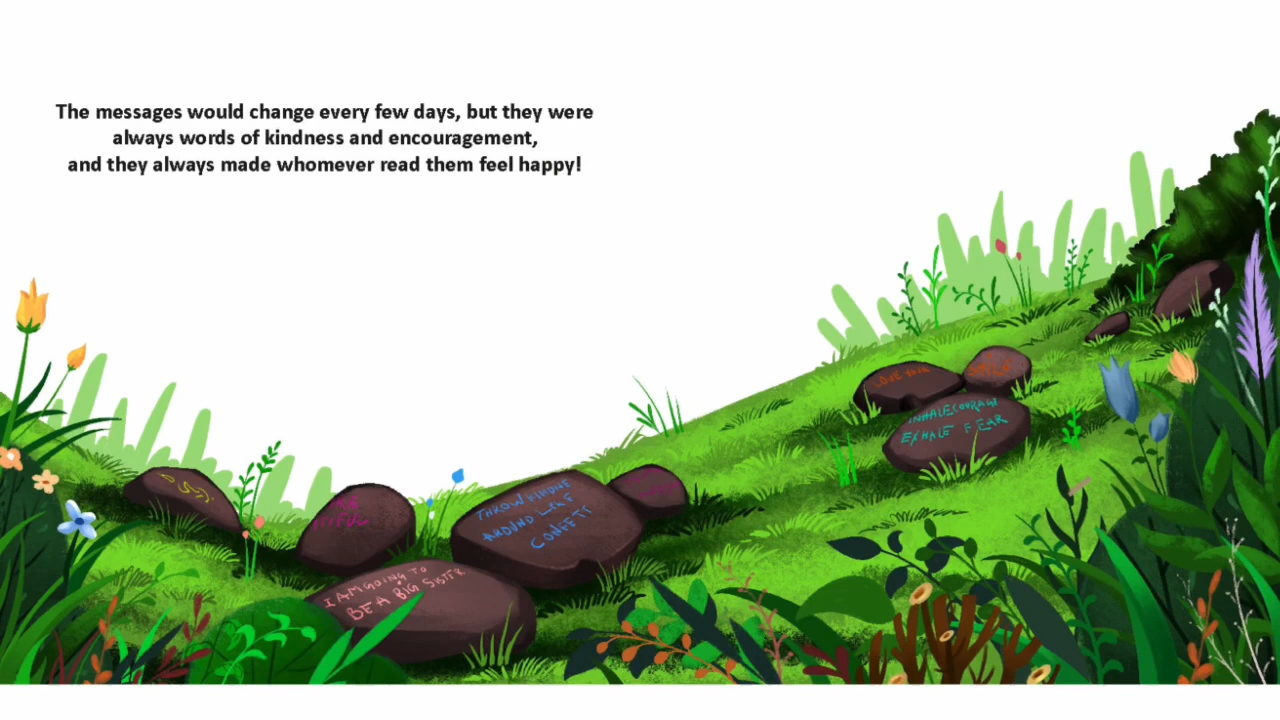 The messages would change every few days, but they were
always words of kindness and encouragement,
and they always made whomever read them feel happy!
LOVE
INHALE COURAGE
EXHALE FEAR
THROW KINDNE
AROUND LIKE
CONFETTI
I AM GOING TO
BE A BIG SISTER